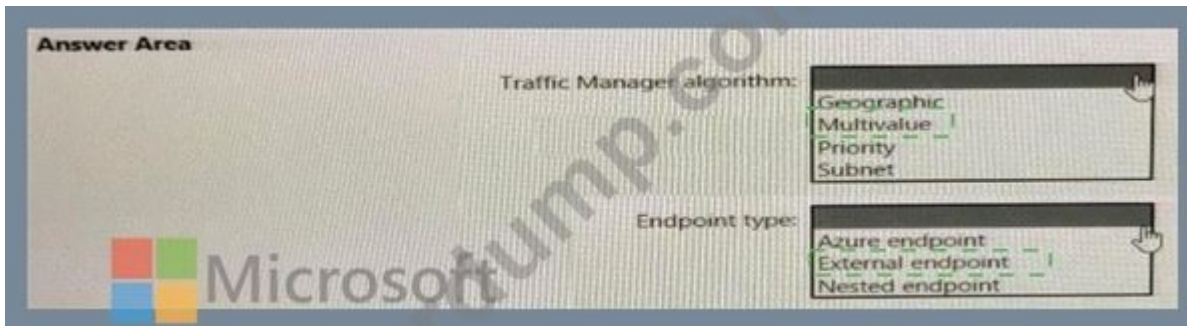 Answer Area
Traffic Manager algorithm:
Geographic
Multivalue
Priority
Subnet
Endpoint type:
Azure endpoint
External endpoint
Nested endpoint
Microsoft